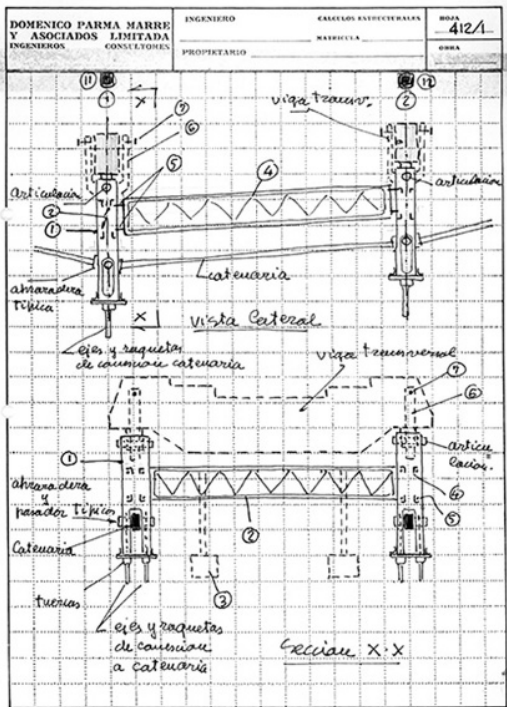 DOMENICO PARMA MARRE
Y ASOCIADOS LIMITADA
INGENIEROS CONSULTORES
INGENIERO
PROPIETARIO
CALCULOS ESTRUCTURALES
MATRICULA
HOJA
412/1
OBRA
11 12
1 X 2
7 viga transv.
6
5
articulación 4 articulación
2
1
catenaria
abrazadera
típica
X Vista Lateral
ejes y raquetas
de conexión catenaria
viga transversal
7
6
1 articu
lación.
abrazadera 4
y
pasador típicos 5
2
Catenaria
tuercas 3
ejes y raquetas
de conexión
a catenaria
Sección X-X